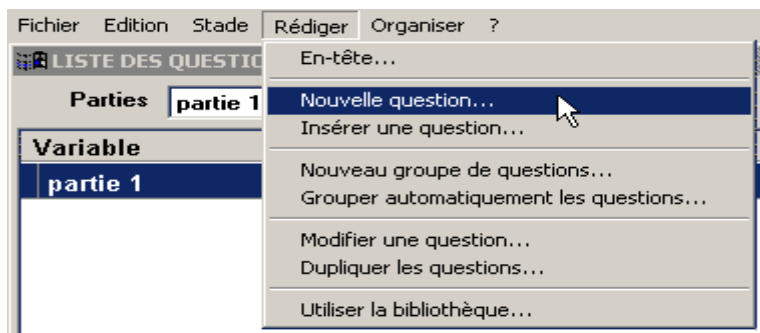 Fichier Edition Stade Rédiger Organiser ?
LISTE DES QUESTIO
En-tête...
Parties partie 1
Nouvelle question...
Insérer une question...
Variable
partie 1
Nouveau groupe de questions...
Grouper automatiquement les questions...
Modifier une question...
Dupliquer les questions...
Utiliser la bibliothèque...